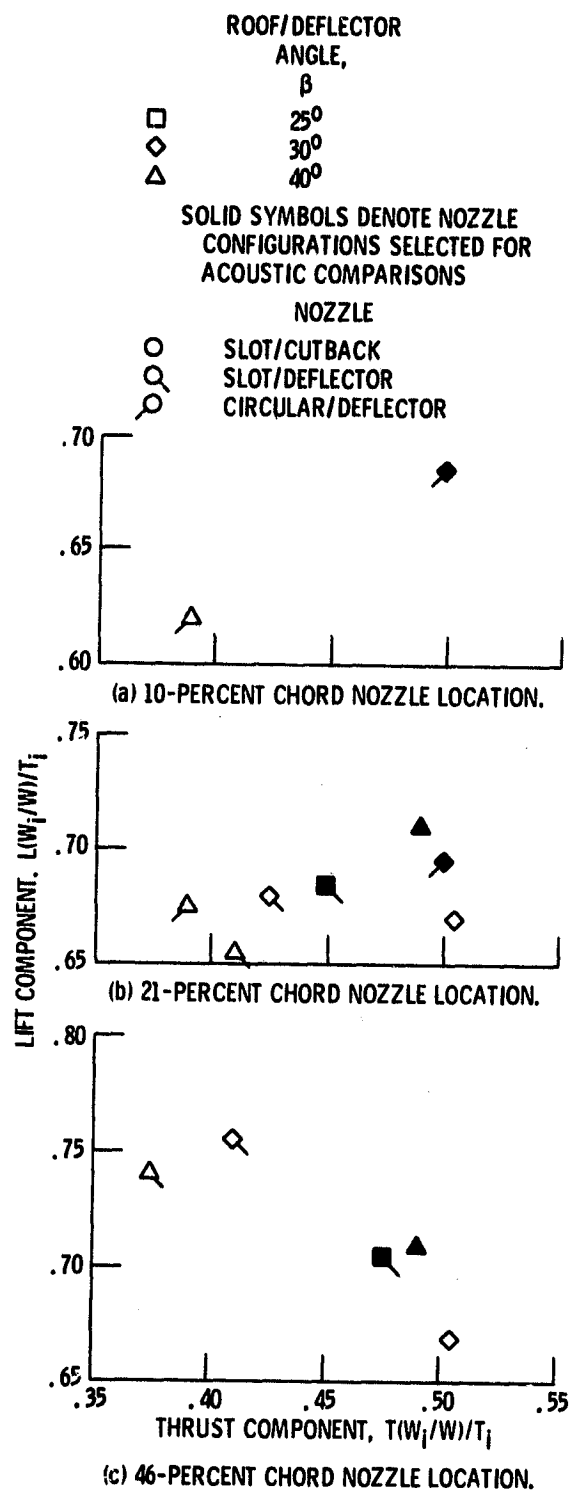 ROOF/DEFLECTOR
ANGLE,
β
25⁰
30⁰
40⁰
SOLID SYMBOLS DENOTE NOZZLE
CONFIGURATIONS SELECTED FOR
ACOUSTIC COMPARISONS
NOZZLE
SLOT/CUTBACK
SLOT/DEFLECTOR
CIRCULAR/DEFLECTOR
.70
.65
.60
(a) 10-PERCENT CHORD NOZZLE LOCATION.
LIFT COMPONENT, L(Wi/W)/Ti
.75
.70
.65
(b) 21-PERCENT CHORD NOZZLE LOCATION.
.80
.75
.70
.65
.35 .40 .45 .50 .55
THRUST COMPONENT, T(Wi/W)/Ti
(c) 46-PERCENT CHORD NOZZLE LOCATION.